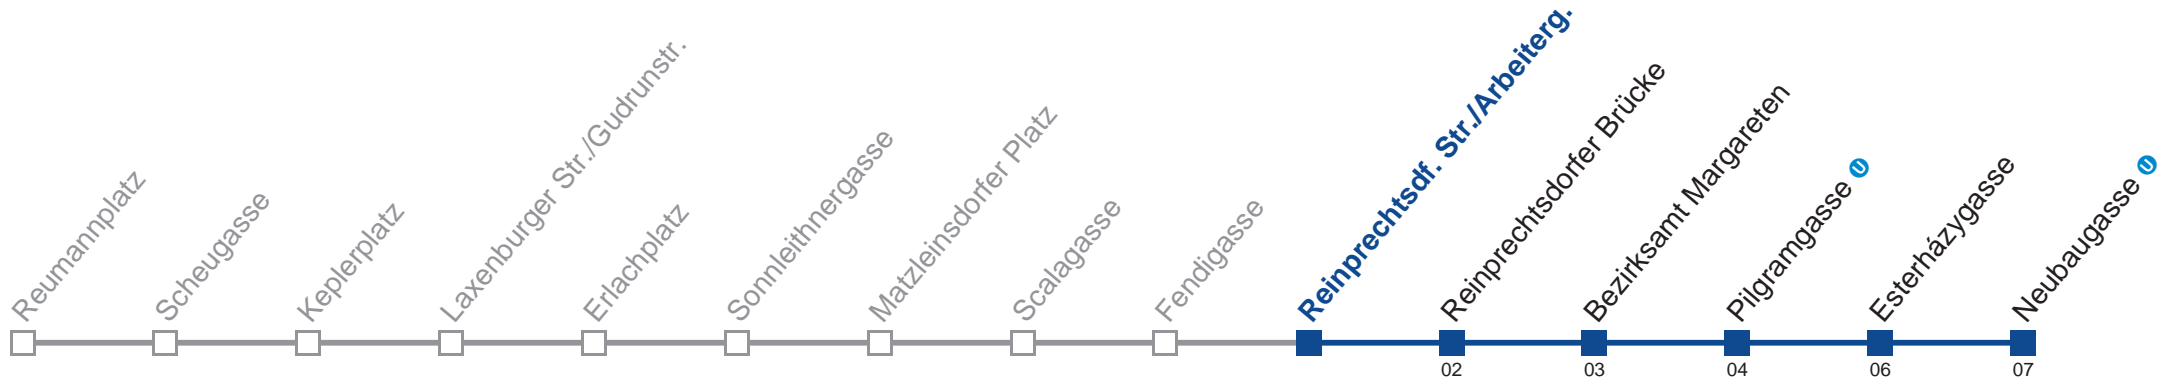 Reumannplatz
Scheugasse
Keplerplatz
Laxenburger Str./Gudrunstr.
Erlachplatz
Sonnleithnergasse
Matzleinsdorfer Platz
Scalagasse
Fendigasse
Reinprechtsdf. Str./Arbeiterg.
Reinprechtsdorfer Brücke
Bezirksamt Margareten
Pilgramgasse U
Esterházygasse
Neubaugasse U
02 03 04 06 07